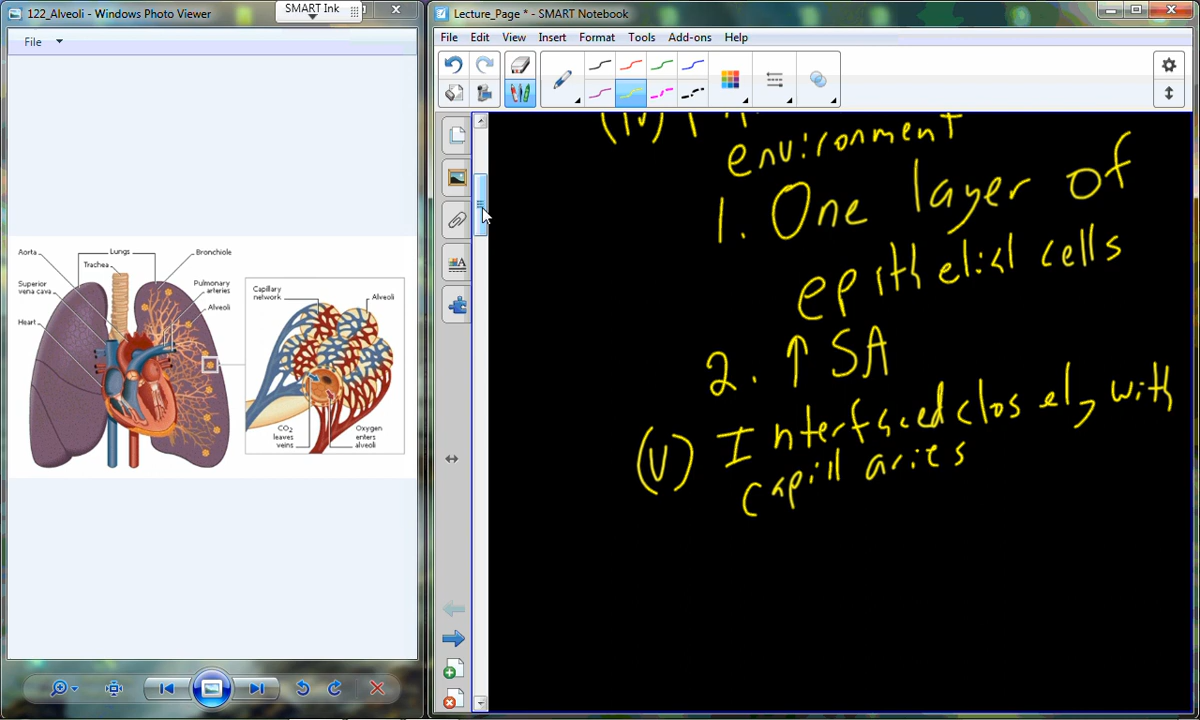 122_Alveoli - Windows Photo Viewer
SMART Ink
File
Aorta
Lungs
Bronchiole
Trachea
Superior
vena cava
Pulmonary
arteries
Alveoli
Heart
Capillary
network
Alveoli
CO2
leaves
veins
Oxygen
enters
alveoli
Lecture_Page * - SMART Notebook
File Edit View Insert Format Tools Add-ons Help
(iv)
environment
1. One layer of
epithelial cells
2. ↑ SA
(v) Interfaced closely with
capillaries